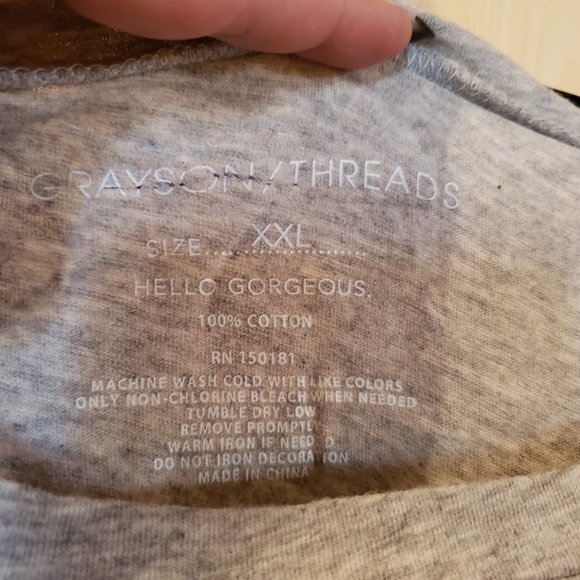 GRAYSON/THREADS
SIZE......XXL......
HELLO GORGEOUS.
100% COTTON
RN 150181
MACHINE WASH COLD WITH LIKE COLORS
ONLY NON-CHLORINE BLEACH WHEN NEEDED
TUMBLE DRY LOW
REMOVE PROMPTLY
WARM IRON IF NEED D.
DO NOT IRON DECORATION
MADE IN CHINA